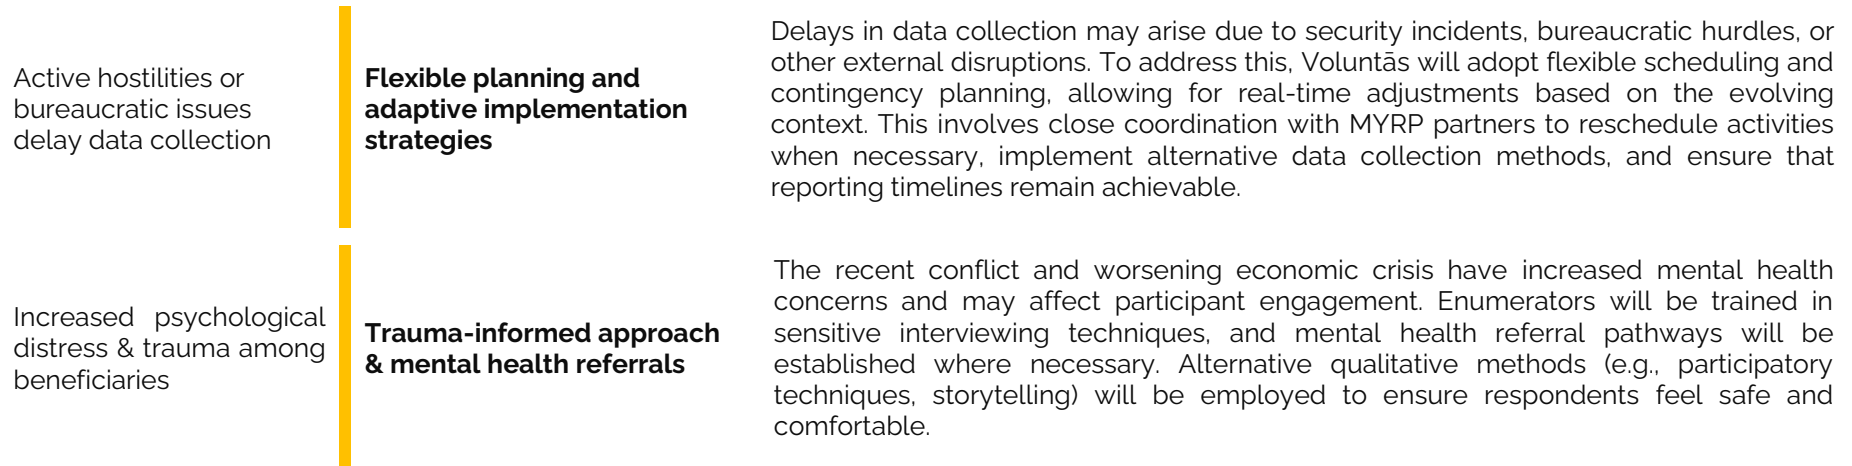 Active hostilities or
bureaucratic issues
delay data collection
Flexible planning and
adaptive implementation
strategies
Delays in data collection may arise due to security incidents, bureaucratic hurdles, or
other external disruptions. To address this, Voluntās will adopt flexible scheduling and
contingency planning, allowing for real-time adjustments based on the evolving
context. This involves close coordination with MYRP partners to reschedule activities
when necessary, implement alternative data collection methods, and ensure that
reporting timelines remain achievable.
Increased psychological
distress & trauma among
beneficiaries
Trauma-informed approach
& mental health referrals
The recent conflict and worsening economic crisis have increased mental health
concerns and may affect participant engagement. Enumerators will be trained in
sensitive interviewing techniques, and mental health referral pathways will be
established where necessary. Alternative qualitative methods (e.g., participatory
techniques, storytelling) will be employed to ensure respondents feel safe and
comfortable.